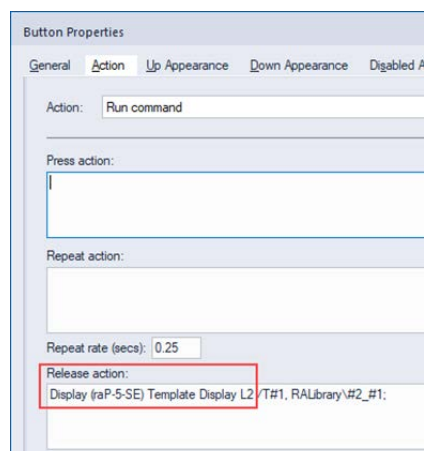 Button Properties
General Action Up Appearance Down Appearance Disabled A
Action: Run command
Press action:
Repeat action:
Repeat rate (secs): 0.25
Release action:
Display (raP-5-SE) Template Display L2 /T#1, RALibrary\#2_#1;